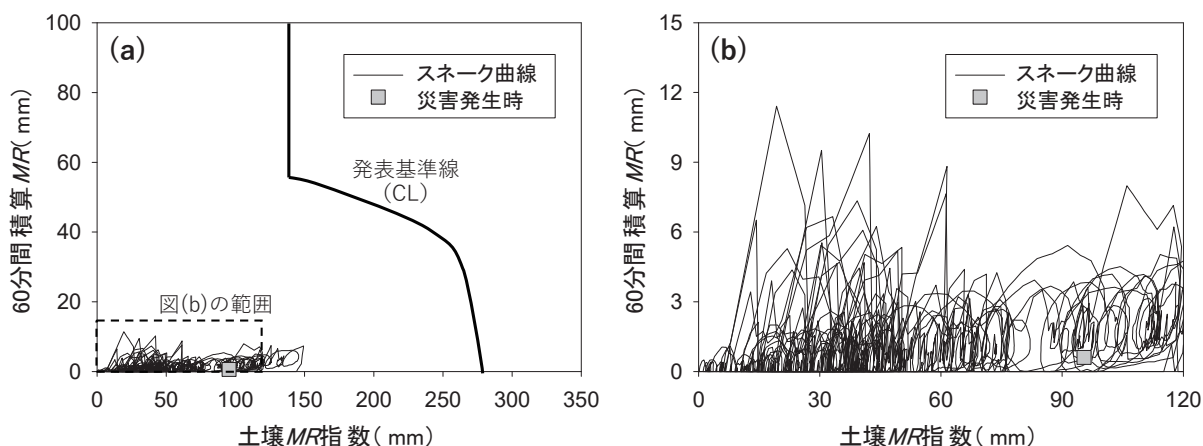 (a)
スネーク曲線
災害発生時
発表基準線
(CL)
図(b)の範囲
60分間積算MR(mm)
100
80
60
40
20
0
0 50 100 150 200 250 300 350
土壌MR指数(mm)
(b)
スネーク曲線
災害発生時
60分間積算MR(mm)
15
12
9
6
3
0
0 30 60 90 120
土壌MR指数(mm)